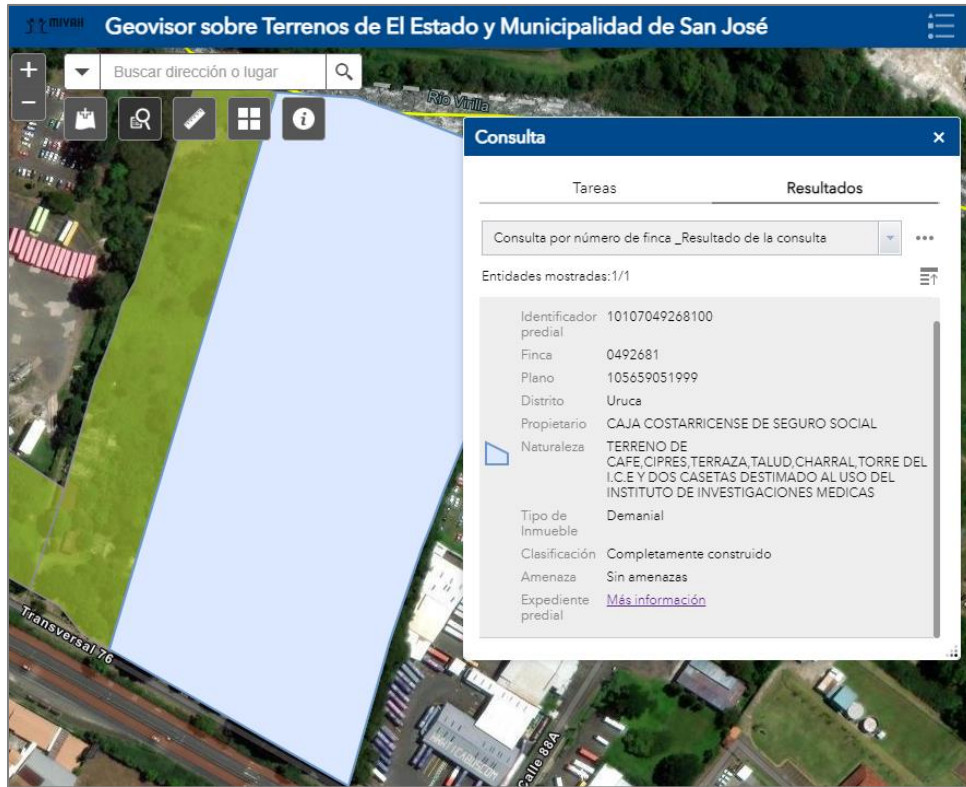 MIVAH
Geovisor sobre Terrenos de El Estado y Municipalidad de San José
Buscar dirección o lugar
Río Virilla
Consulta
Tareas
Resultados
Consulta por número de finca _Resultado de la consulta
Entidades mostradas:1/1
Identificador predial 10107049268100
Finca 0492681
Plano 105659051999
Distrito Uruca
Propietario CAJA COSTARRICENSE DE SEGURO SOCIAL
Naturaleza TERRENO DE
CAFE,CIPRES,TERRAZA,TALUD,CHARRAL,TORRE DEL
I.C.E Y DOS CASETAS DESTIMADO AL USO DEL
INSTITUTO DE INVESTIGACIONES MEDICAS
Tipo de Inmueble Demanial
Clasificación Completamente construido
Amenaza Sin amenazas
Expediente predial Más información
Transversal 76
Calle 88A